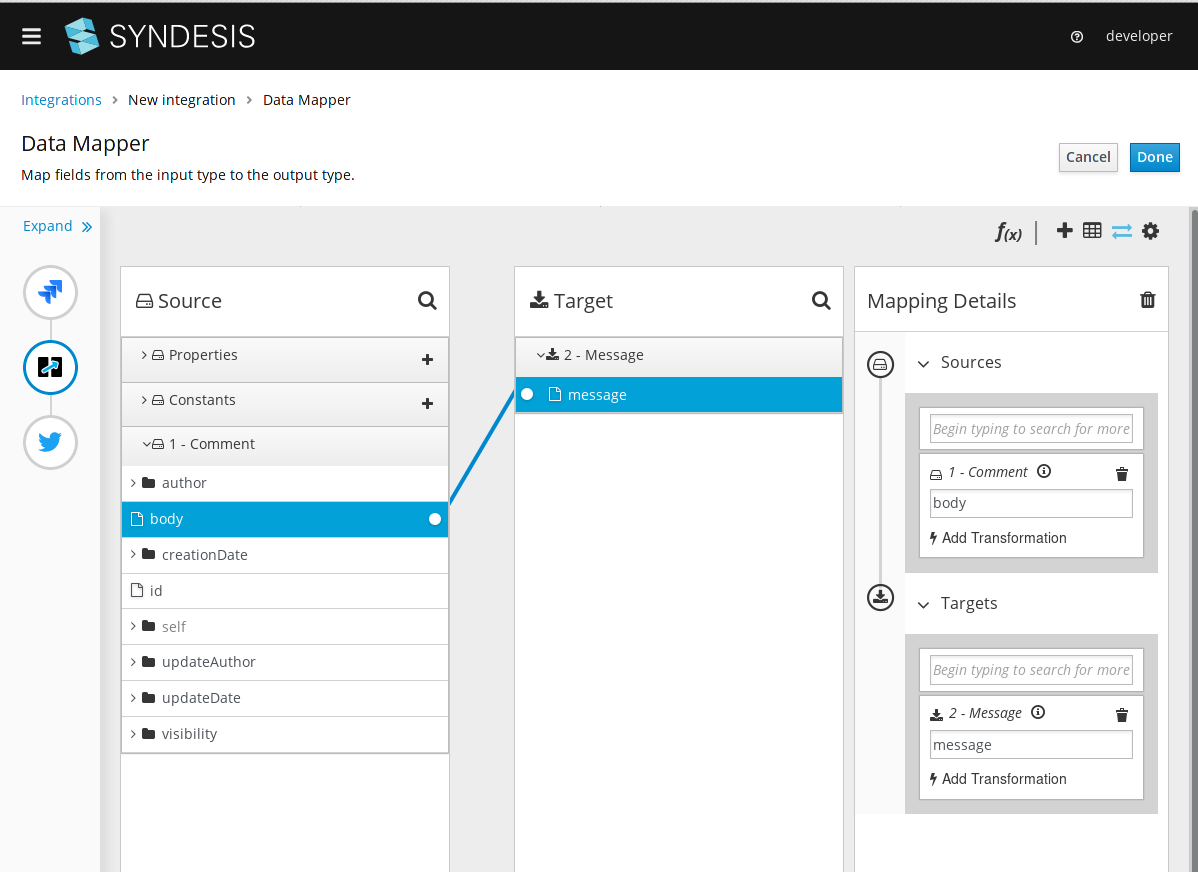 SYNDESIS
developer
Integrations > New integration > Data Mapper
Data Mapper
Map fields from the input type to the output type.
Cancel
Done
Expand
f(x)
Source
Properties
Constants
1 - Comment
author
body
creationDate
id
self
updateAuthor
updateDate
visibility
Target
2 - Message
message
Mapping Details
Sources
Begin typing to search for more
1 - Comment
body
Add Transformation
Targets
Begin typing to search for more
2 - Message
message
Add Transformation